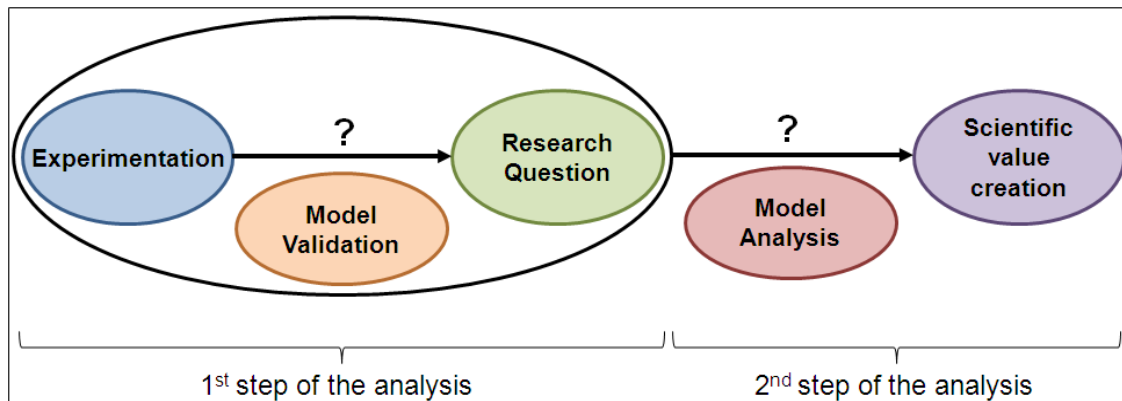 Experimentation
?
Model
Validation
Research
Question
?
Model
Analysis
Scientific
value
creation
1st step of the analysis
2nd step of the analysis